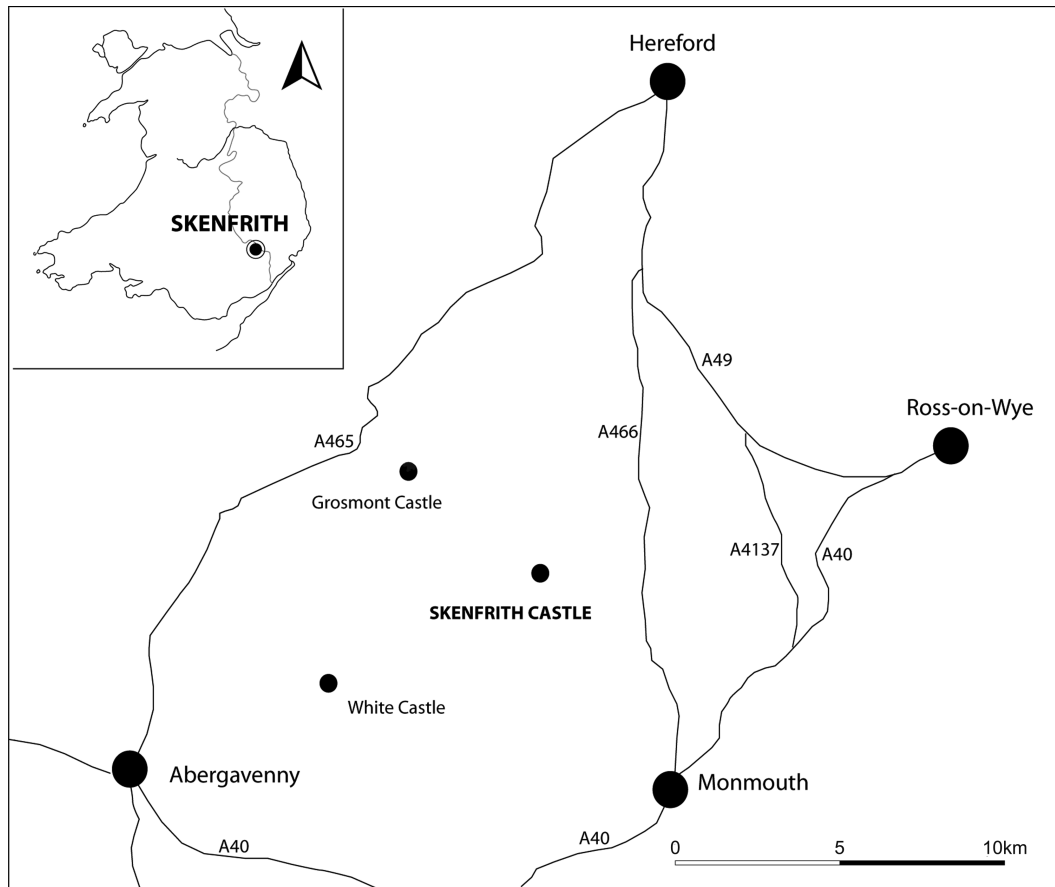 Hereford
SKENFRITH
A49
Ross-on-Wye
A465
A466
Grosmont Castle
A4137
A40
SKENFRITH CASTLE
White Castle
Abergavenny
Monmouth
A40
A40
0 5 10km